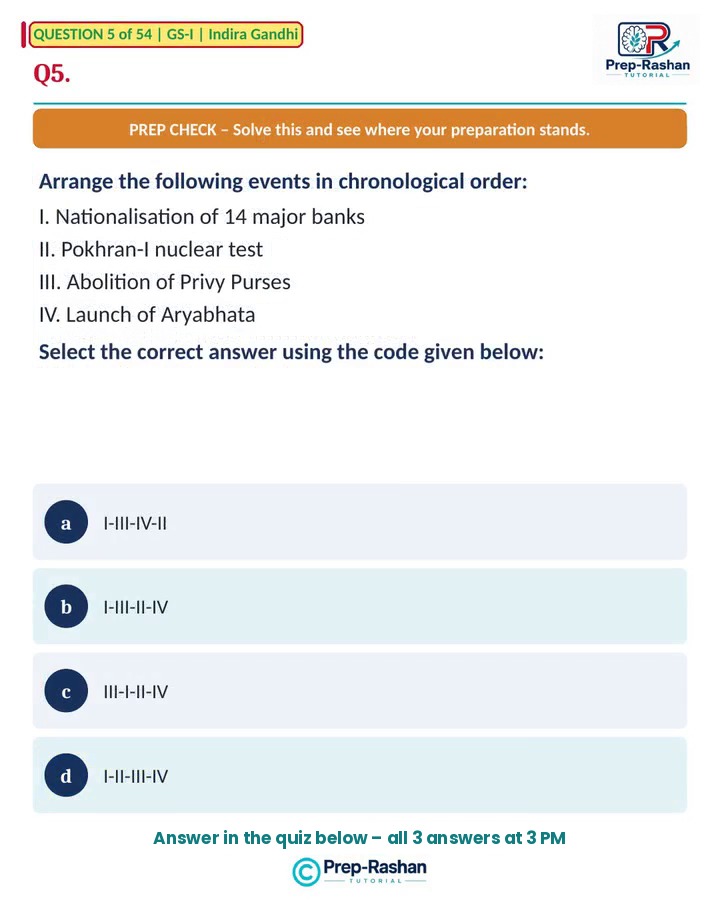 QUESTION 5 of 54 | GS-I | Indira Gandhi
Prep-Rashan
TUTORIAL
Q5.
PREP CHECK – Solve this and see where your preparation stands.
Arrange the following events in chronological order:
I. Nationalisation of 14 major banks
II. Pokhran-I nuclear test
III. Abolition of Privy Purses
IV. Launch of Aryabhata
Select the correct answer using the code given below:
a I-III-IV-II
b I-III-II-IV
c III-I-II-IV
d I-II-III-IV
Answer in the quiz below – all 3 answers at 3 PM
© Prep-Rashan
TUTORIAL